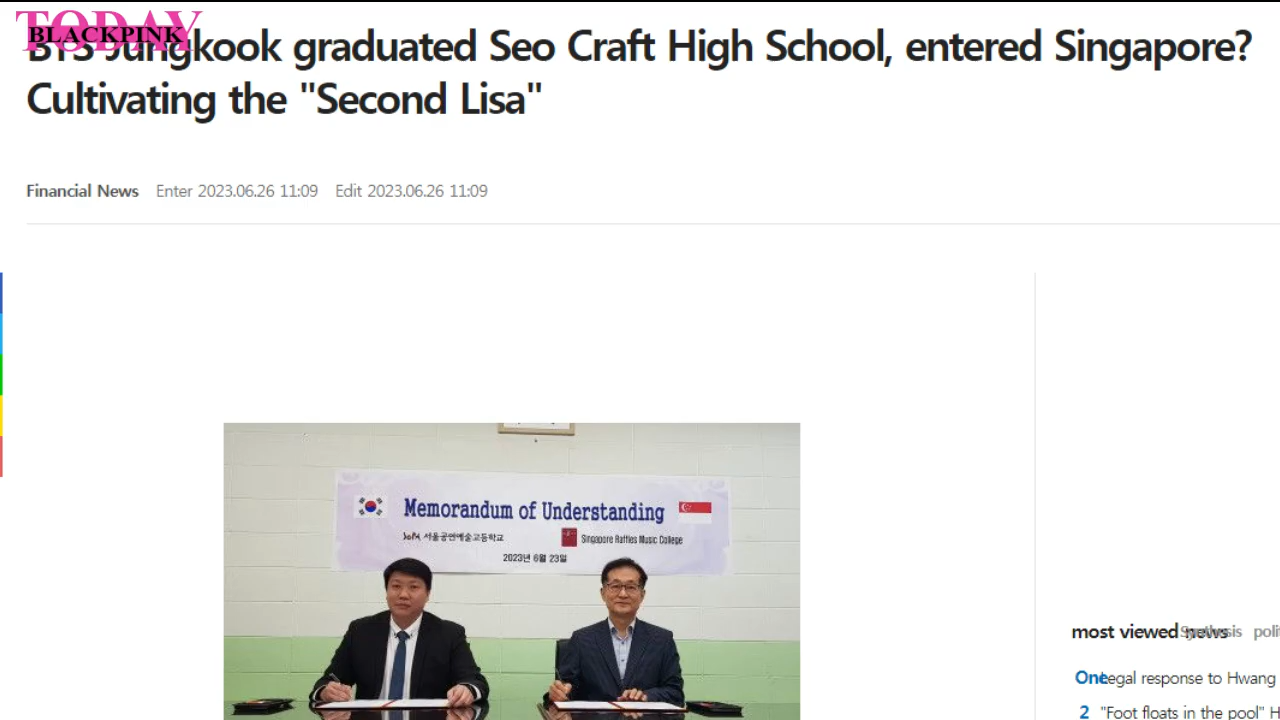 TODAY
BLACKPINK
BTS Jungkook graduated Seo Craft High School, entered Singapore?
Cultivating the "Second Lisa"
Financial News Enter 2023.06.26 11:09 Edit 2023.06.26 11:09
Memorandum of Understanding
SOPA 서울공연예술고등학교 Singapore Raffles Music College
2023년 6월 23일
most viewed news Synthesis polit
One Legal response to Hwang
2 "Foot floats in the pool" H